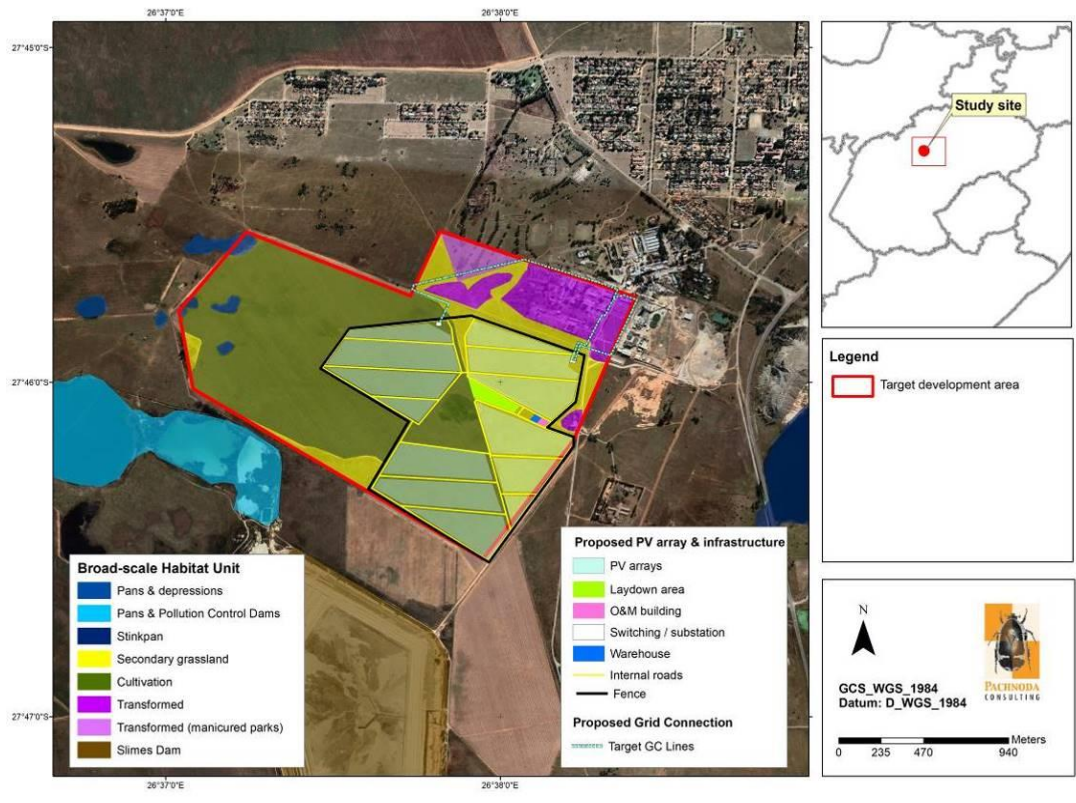 26°37'0"E
26°38'0"E
27°45'0"S
27°46'0"S
27°47'0"S
26°37'0"E
26°38'0"E
Broad-scale Habitat Unit
Pans & depressions
Pans & Pollution Control Dams
Stinkpan
Secondary grassland
Cultivation
Transformed
Transformed (manicured parks)
Slimes Dam
Proposed PV array & infrastructure
PV arrays
Laydown area
O&M building
Switching / substation
Warehouse
Internal roads
Fence
Proposed Grid Connection
Target GC Lines
Study site
Legend
Target development area
N
GCS_WGS_1984
Datum: D_WGS_1984
PACHNODA
CONSULTING
Meters
0 235 470 940